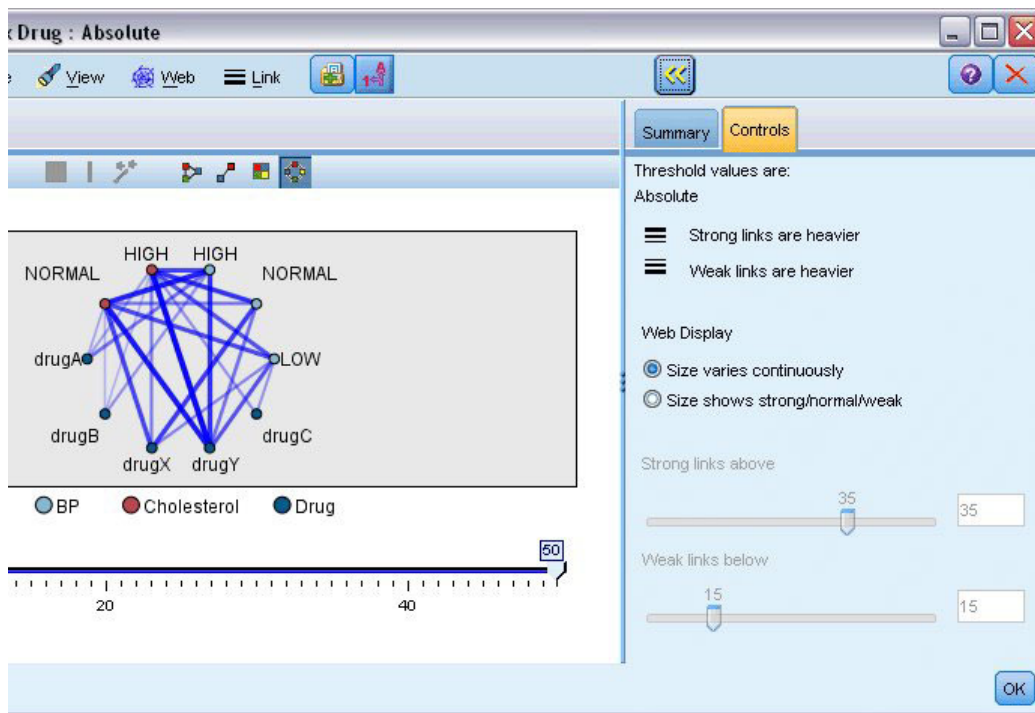 x Drug : Absolute
View Web Link
Summary Controls
Threshold values are:
Absolute
Strong links are heavier
Weak links are heavier
Web Display
Size varies continuously
Size shows strong/normal/weak
Strong links above
35
35
Weak links below
15
15
OK
HIGH HIGH
NORMAL NORMAL
drugA LOW
drugB drugC
drugX drugY
BP Cholesterol Drug
50
20 40